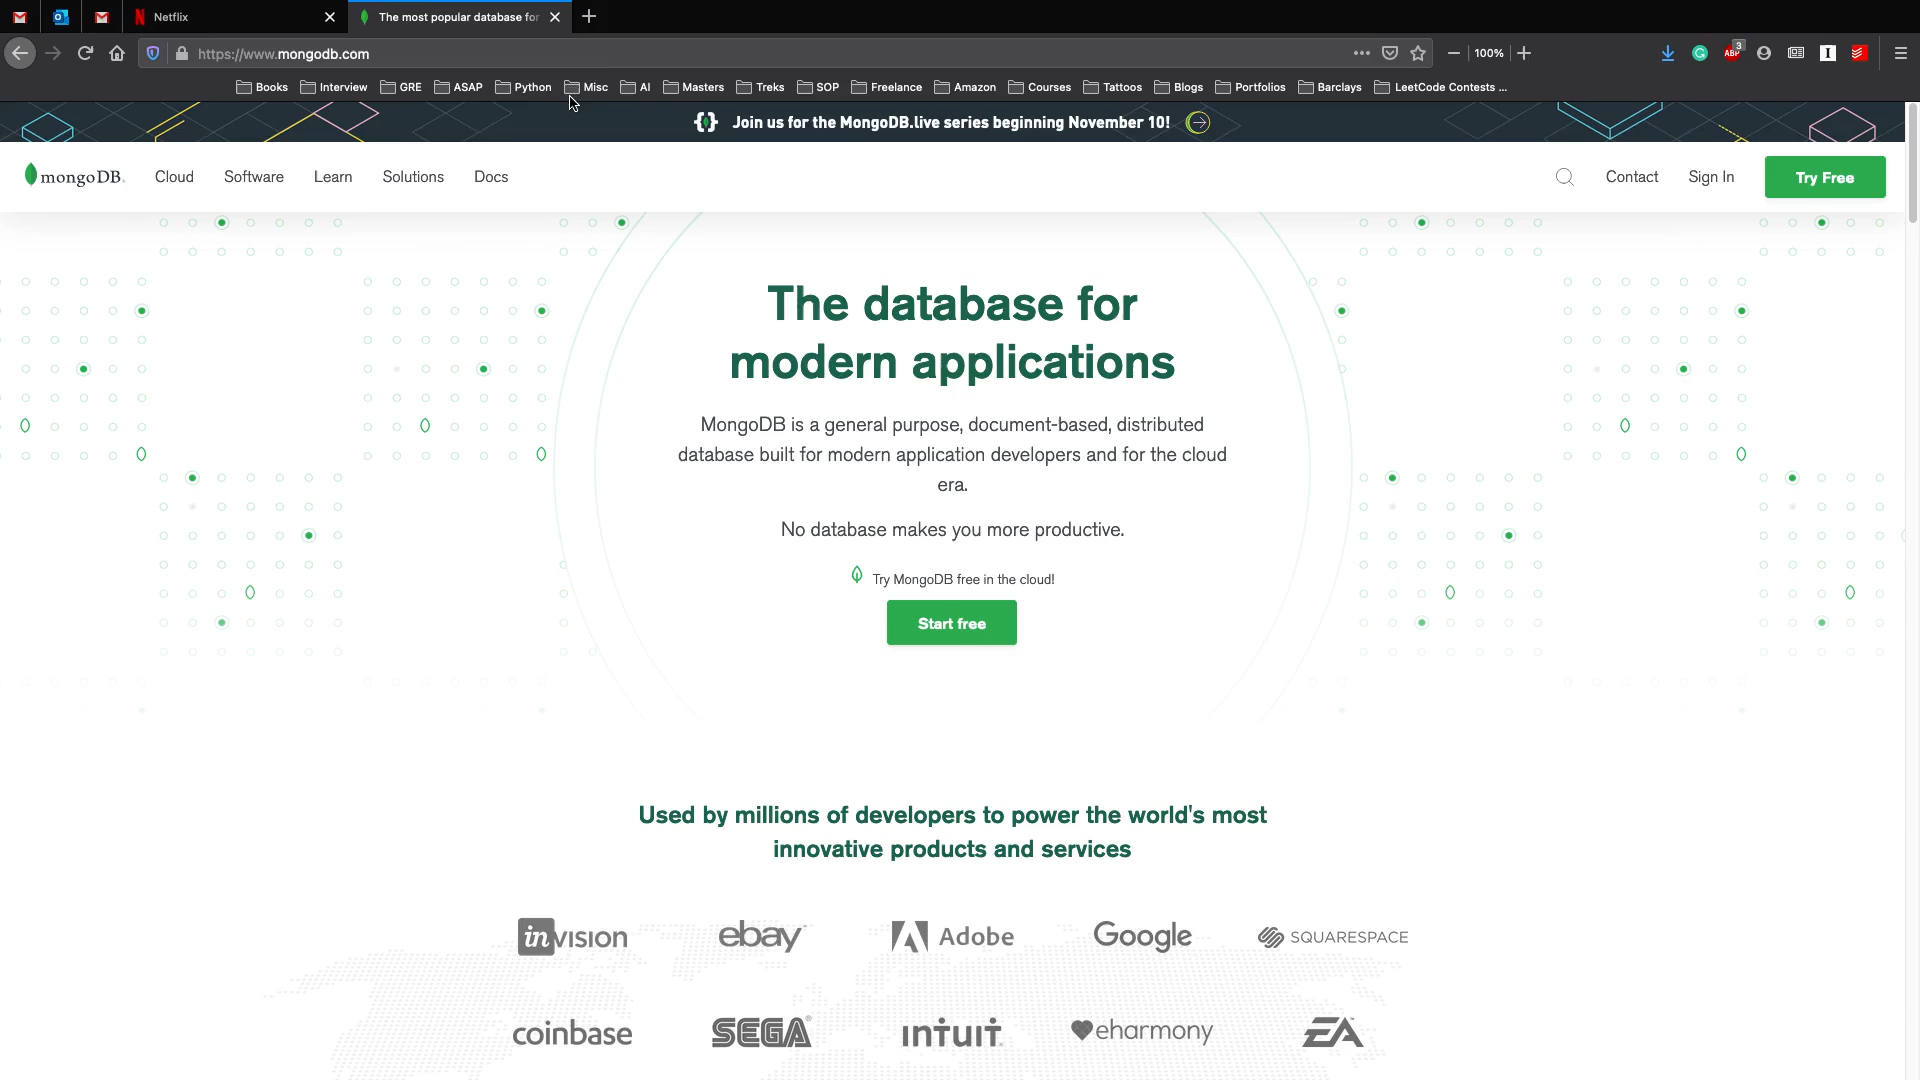 Netflix
The most popular database for
https://www.mongodb.com
100%
ABP
3
Books
Interview
GRE
ASAP
Python
Misc
AI
Masters
Treks
SOP
Freelance
Amazon
Courses
Tattoos
Blogs
Portfolios
Barclays
LeetCode Contests ...
Join us for the MongoDB.live series beginning November 10!
mongoDB.
Cloud
Software
Learn
Solutions
Docs
Contact
Sign In
Try Free
The database for
modern applications
MongoDB is a general purpose, document-based, distributed
database built for modern application developers and for the cloud
era.
No database makes you more productive.
Try MongoDB free in the cloud!
Start free
Used by millions of developers to power the world's most
innovative products and services
invision
ebay
Adobe
Google
SQUARESPACE
coinbase
SEGA
intuit
eharmony
EA